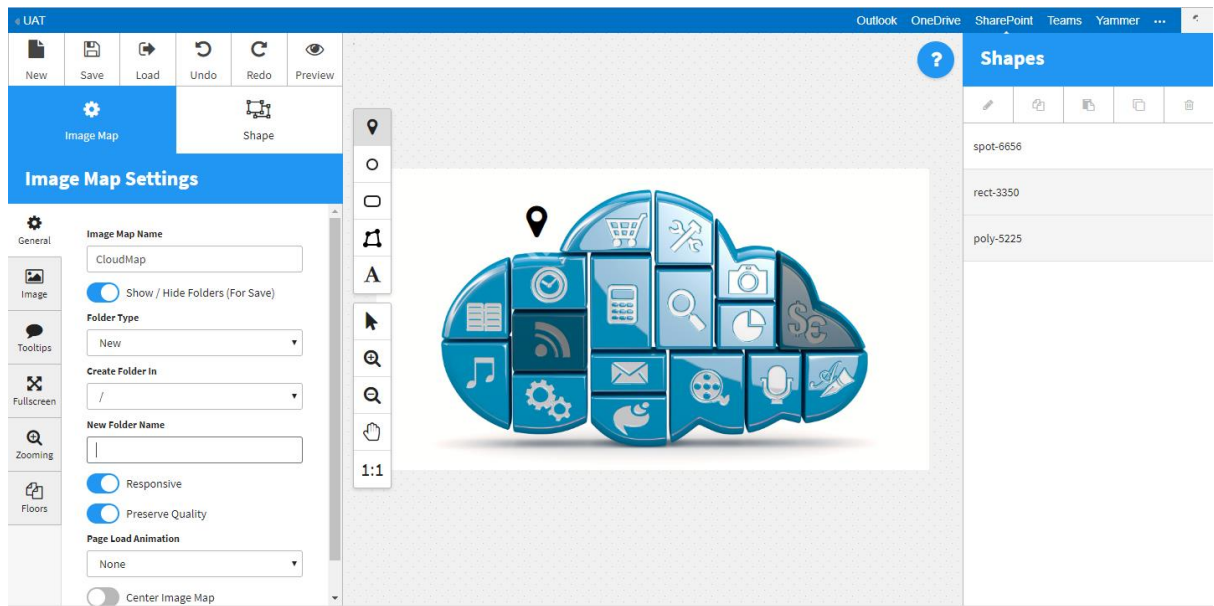 UAT
Outlook OneDrive SharePoint Teams Yammer ...
New Save Load Undo Redo Preview
Image Map Shape
Image Map Settings
General
Image
Tooltips
Fullscreen
Zooming
Floors
Image Map Name
CloudMap
Show / Hide Folders (For Save)
Folder Type
New
Create Folder In
/
New Folder Name
Responsive
Preserve Quality
Page Load Animation
None
Center Image Map
A
1:1
?
$€
A
Shapes
spot-6656
rect-3350
poly-5225